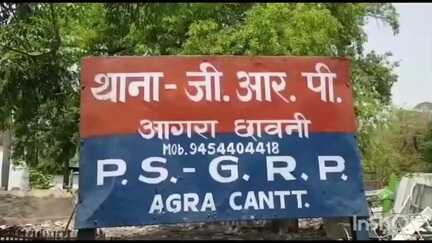 थाना - जी. आर. पी.
आगरा छावनी
MOB. 9454404418
P.S.-G.R.P.
AGRA CANTT.